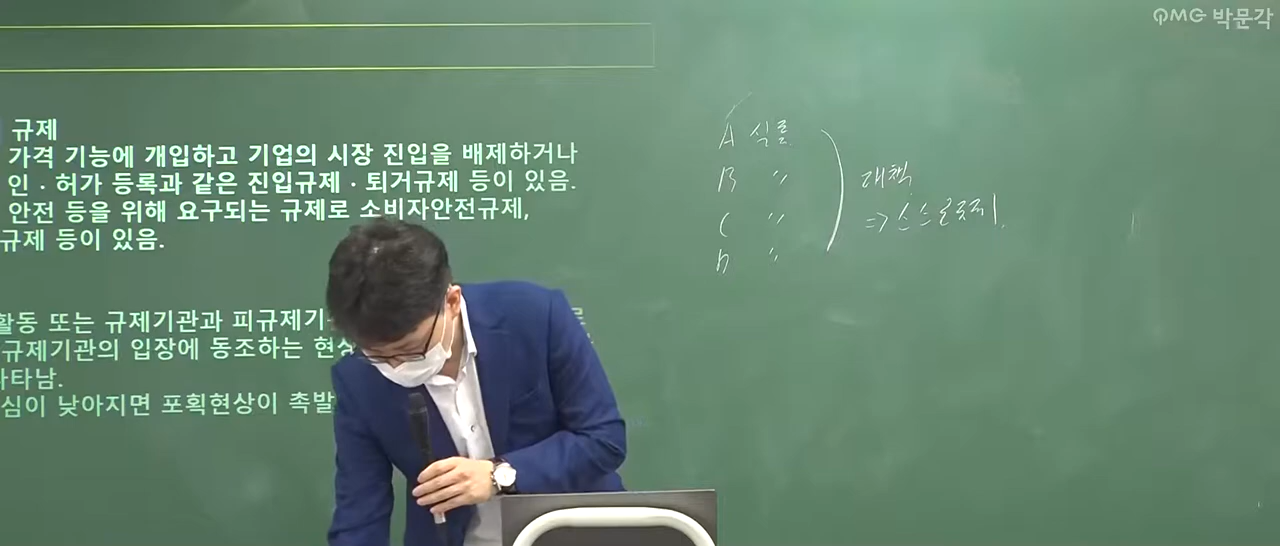 QMG 박문각
규제
가격 기능에 개입하고 기업의 시장 진입을 배제하거나
인·허가 등록과 같은 진입규제·퇴거규제 등이 있음.
안전 등을 위해 요구되는 규제로 소비자안전규제,
규제 등이 있음.
활동 또는 규제기관과 피규제기
규제기관의 입장에 동조하는 현상
나타남.
심이 낮아지면 포획현상이 촉발
A 식품
B 〃
C 〃
D 〃
대책
=> 스스로규제.